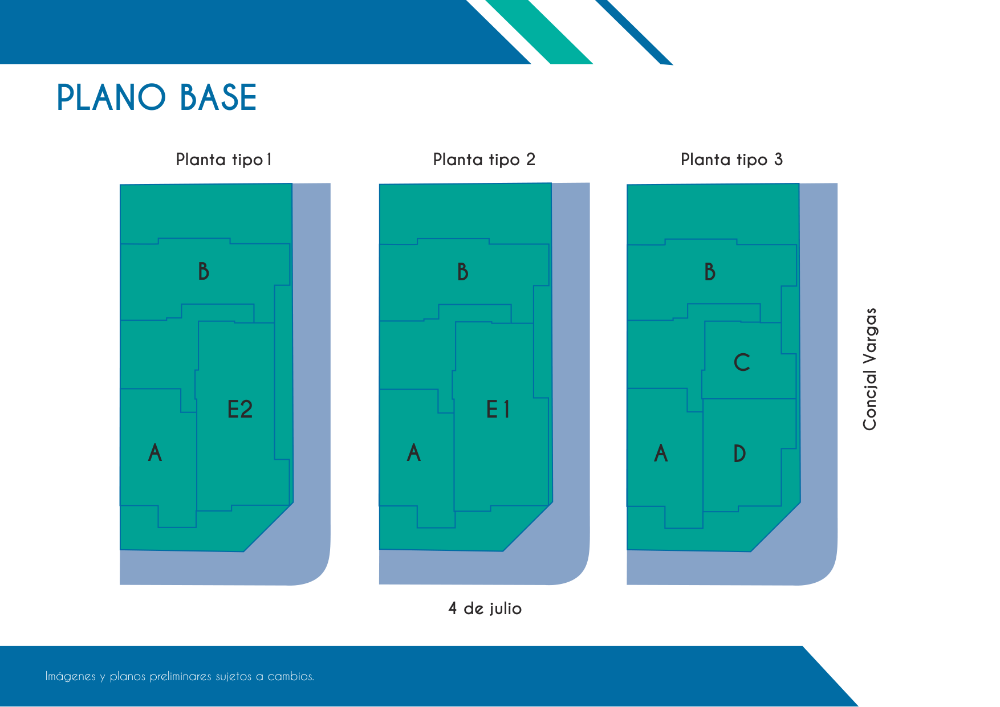 PLANO BASE
Planta tipo 1
Planta tipo 2
Planta tipo 3
B
E2
A
B
E 1
A
B
C
A
D
Concjal Vargas
4 de julio
Imágenes y planos preliminares sujetos a cambios.